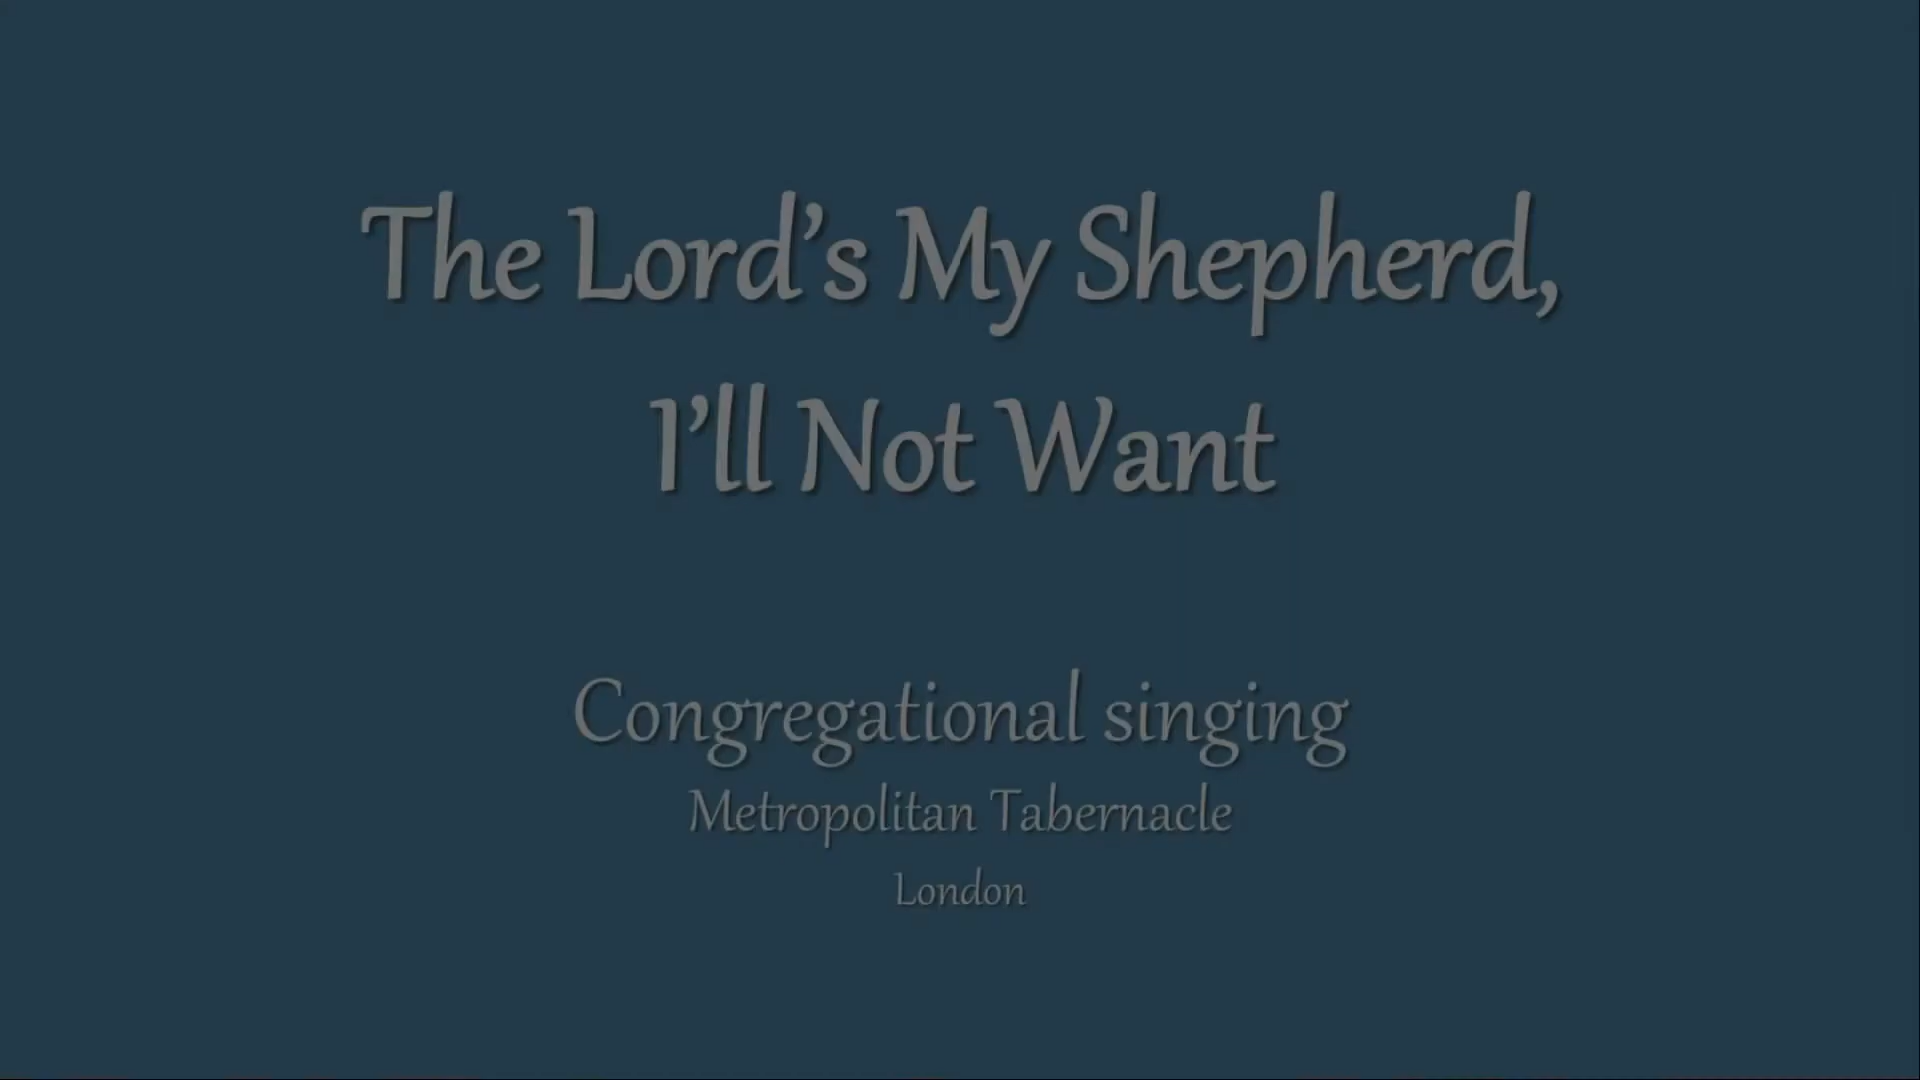 The Lord’s My Shepherd,
I’ll Not Want
Congregational singing
Metropolitan Tabernacle
London